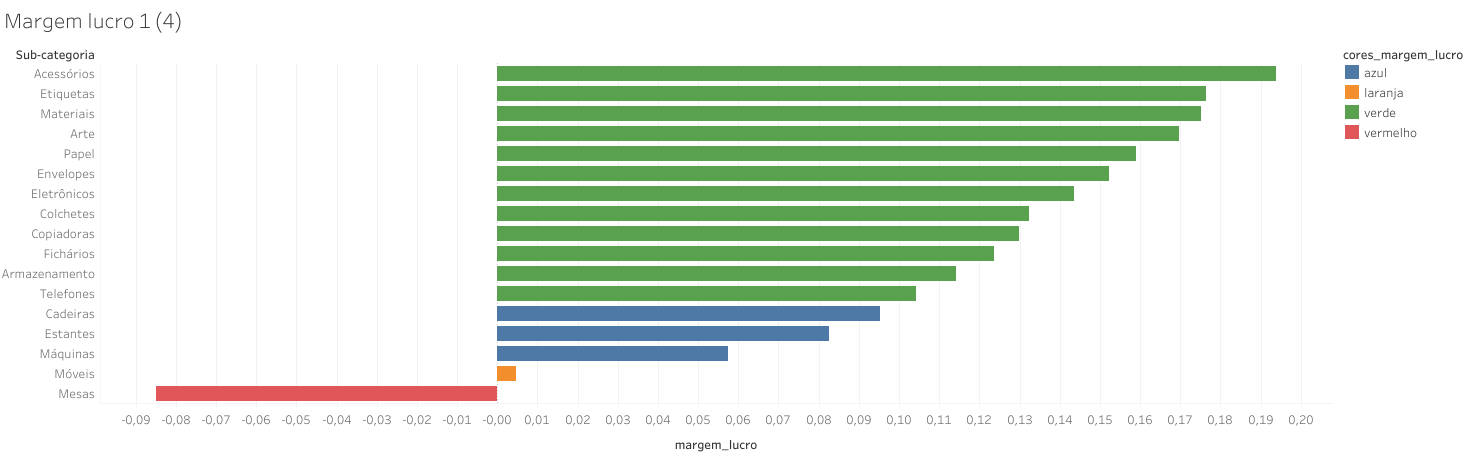 Margem lucro 1 (4)
Sub-categoria
cores_margem_lucro
Acessórios
azul
Etiquetas
laranja
Materiais
verde
Arte
vermelho
Papel
Envelopes
Eletrônicos
Colchetes
Copiadoras
Fichários
Armazenamento
Telefones
Cadeiras
Estantes
Máquinas
Móveis
Mesas
-0,09 -0,08 -0,07 -0,06 -0,05 -0,04 -0,03 -0,02 -0,01 -0,00 0,01 0,02 0,03 0,04 0,05 0,06 0,07 0,08 0,09 0,10 0,11 0,12 0,13 0,14 0,15 0,16 0,17 0,18 0,19 0,20
margem_lucro